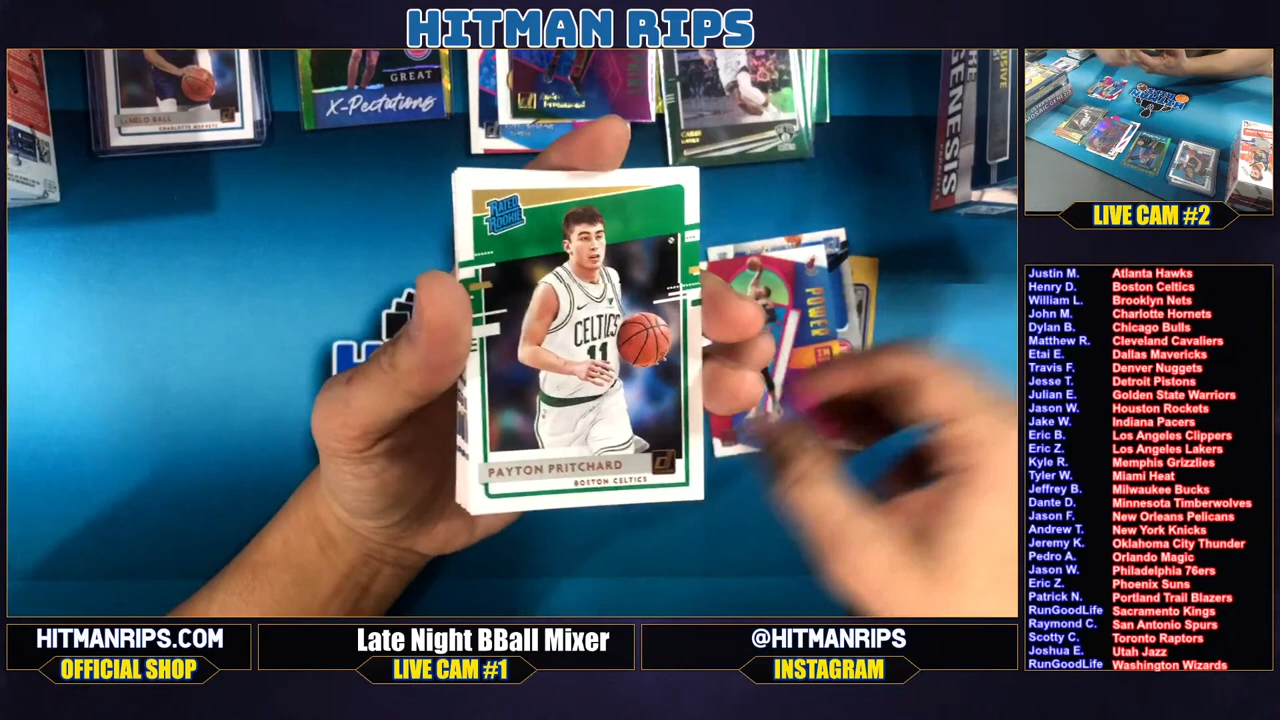 HITMAN RIPS
GREAT
X-Pectations
LAMELO BALL
CHARLOTTE HORNETS
GENESIS
RATED ROOKIE
CELTICS
11
PAYTON PRITCHARD
BOSTON CELTICS
POWER
IN
LIVE CAM #2
Justin M. Atlanta Hawks
Henry D. Boston Celtics
William L. Brooklyn Nets
John M. Charlotte Hornets
Dylan B. Chicago Bulls
Matthew R. Cleveland Cavaliers
Etai E. Dallas Mavericks
Travis F. Denver Nuggets
Jesse T. Detroit Pistons
Julian E. Golden State Warriors
Jason W. Houston Rockets
Jake W. Indiana Pacers
Eric B. Los Angeles Clippers
Eric Z. Los Angeles Lakers
Kyle R. Memphis Grizzlies
Tyler W. Miami Heat
Jeffrey B. Milwaukee Bucks
Dante D. Minnesota Timberwolves
Jason F. New Orleans Pelicans
Andrew T. New York Knicks
Jeremy K. Oklahoma City Thunder
Pedro A. Orlando Magic
Jason W. Philadelphia 76ers
Eric Z. Phoenix Suns
Patrick N. Portland Trail Blazers
RunGoodLife Sacramento Kings
Raymond C. San Antonio Spurs
Scotty C. Toronto Raptors
Joshua E. Utah Jazz
RunGoodLife Washington Wizards
HITMANRIPS.COM
OFFICIAL SHOP
Late Night BBall Mixer
LIVE CAM #1
@HITMANRIPS
INSTAGRAM